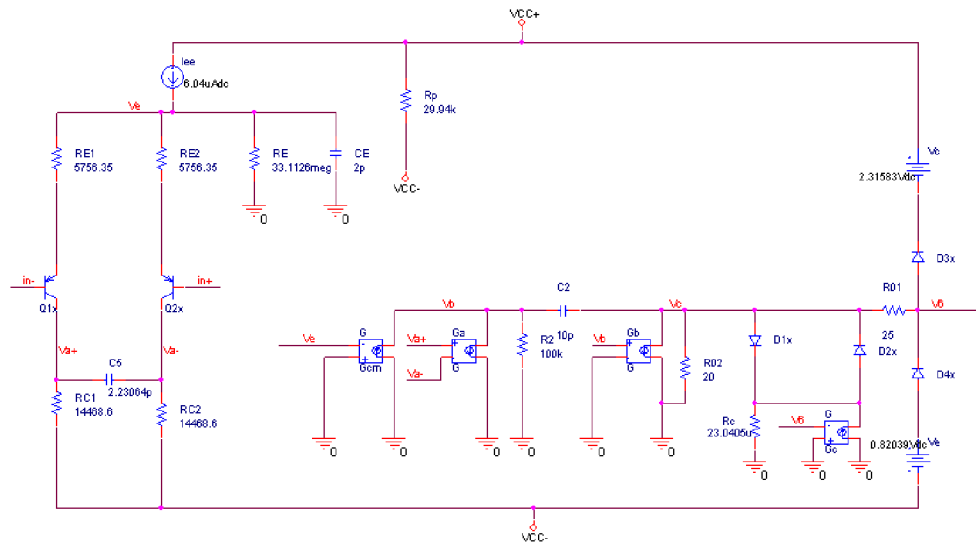 VCC+
Iee
6.04uAdc
Ve
Rp
29.94k
VCC-
RE1
5756.35
RE2
5756.35
RE
33.1126meg
CE
2p
0
0
Vc
2.31583Vdc
in-
Q1x
in+
Q2x
D3x
Va+
Va-
C5
2.23064p
RC1
14468.6
RC2
14468.6
Ve
G
Gcm
Vb
Va+
Va-
Ga
G
R2
100k
C2
10p
Vb
Gb
G
Vc
R02
20
R01
25
V6
D1x
D2x
D4x
Rc
23.0405u
V6
G
Gc
0.82039Vdc
Ve
0
0
0
0
0
0
0
0
0
VCC-